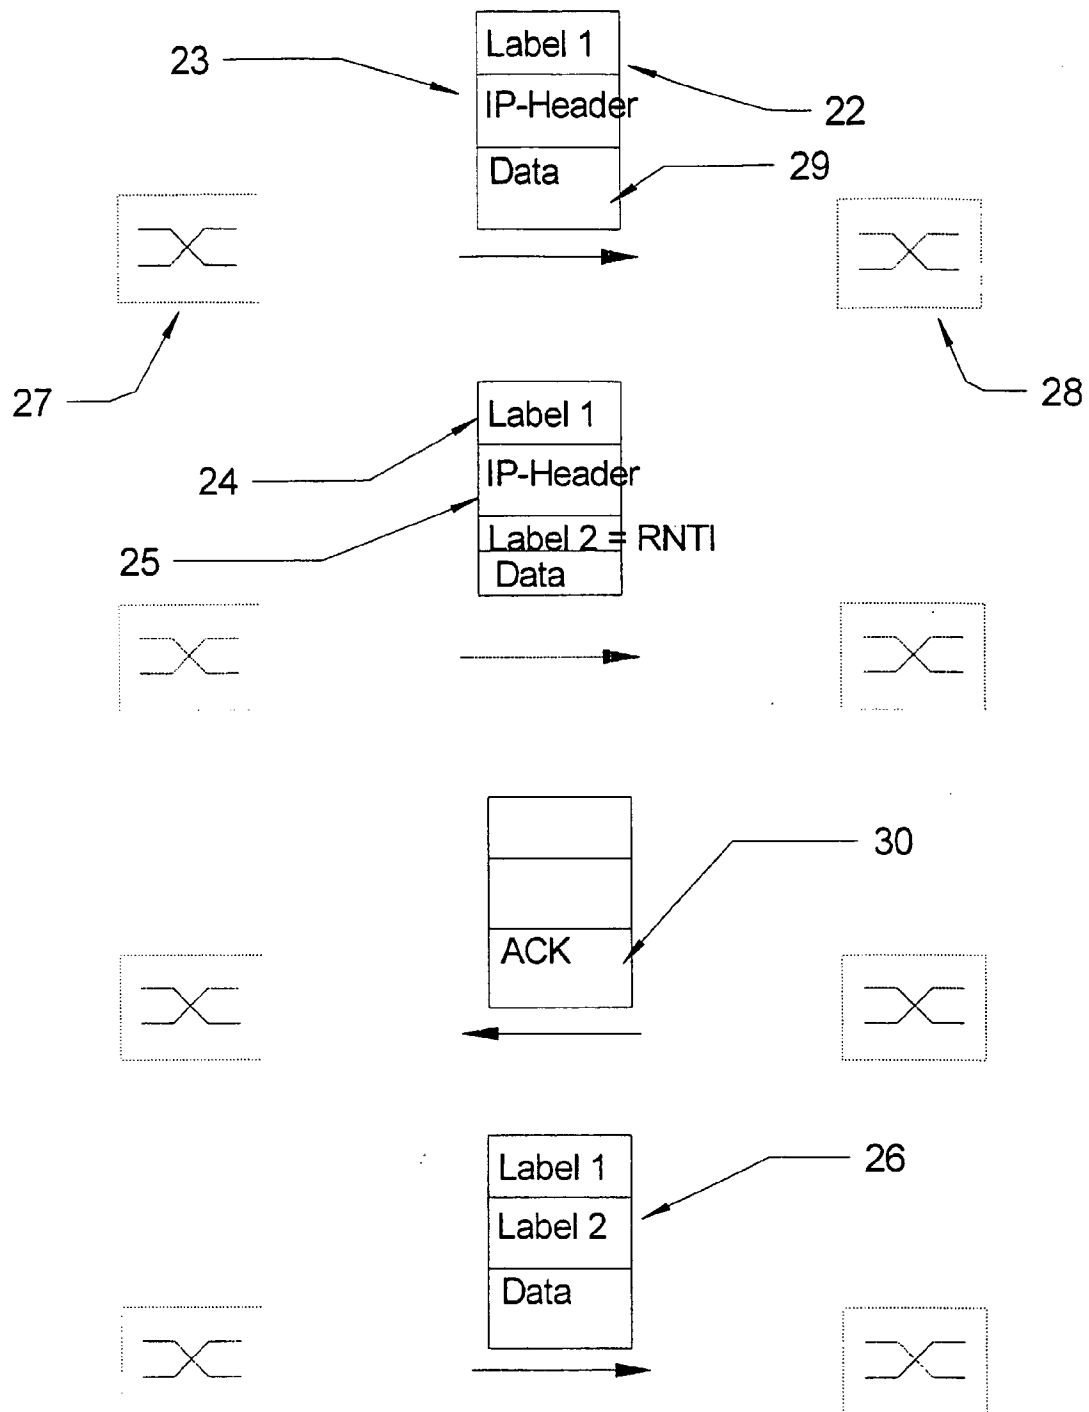 Label 1
23
IP-Header
22
Data
29
27
28
Label 1
24
IP-Header
Label 2 = RNTI
25
Data
30
ACK
Label 1
26
Label 2
Data